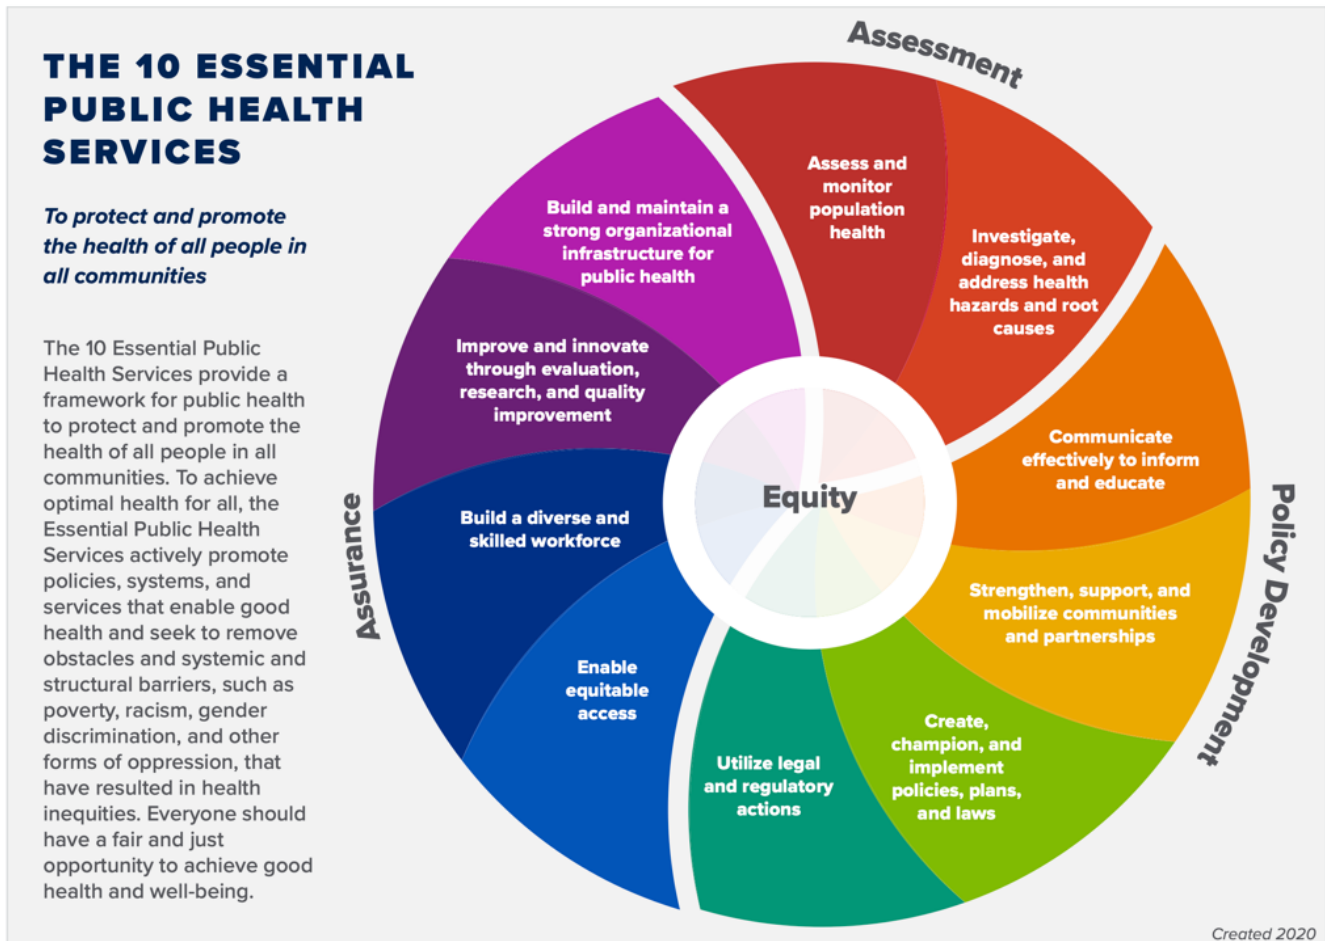 THE 10 ESSENTIAL
PUBLIC HEALTH
SERVICES
To protect and promote
the health of all people in
all communities
The 10 Essential Public
Health Services provide a
framework for public health
to protect and promote the
health of all people in all
communities. To achieve
optimal health for all, the
Essential Public Health
Services actively promote
policies, systems, and
services that enable good
health and seek to remove
obstacles and systemic and
structural barriers, such as
poverty, racism, gender
discrimination, and other
forms of oppression, that
have resulted in health
inequities. Everyone should
have a fair and just
opportunity to achieve good
health and well-being.
Assessment
Assess and
monitor
population
health
Investigate,
diagnose, and
address health
hazards and root
causes
Policy Development
Communicate
effectively to inform
and educate
Strengthen, support, and
mobilize communities
and partnerships
Create,
champion, and
implement
policies, plans,
and laws
Utilize legal
and regulatory
actions
Assurance
Enable
equitable
access
Build a diverse and
skilled workforce
Improve and innovate
through evaluation,
research, and quality
improvement
Build and maintain a
strong organizational
infrastructure for
public health
Equity
Created 2020